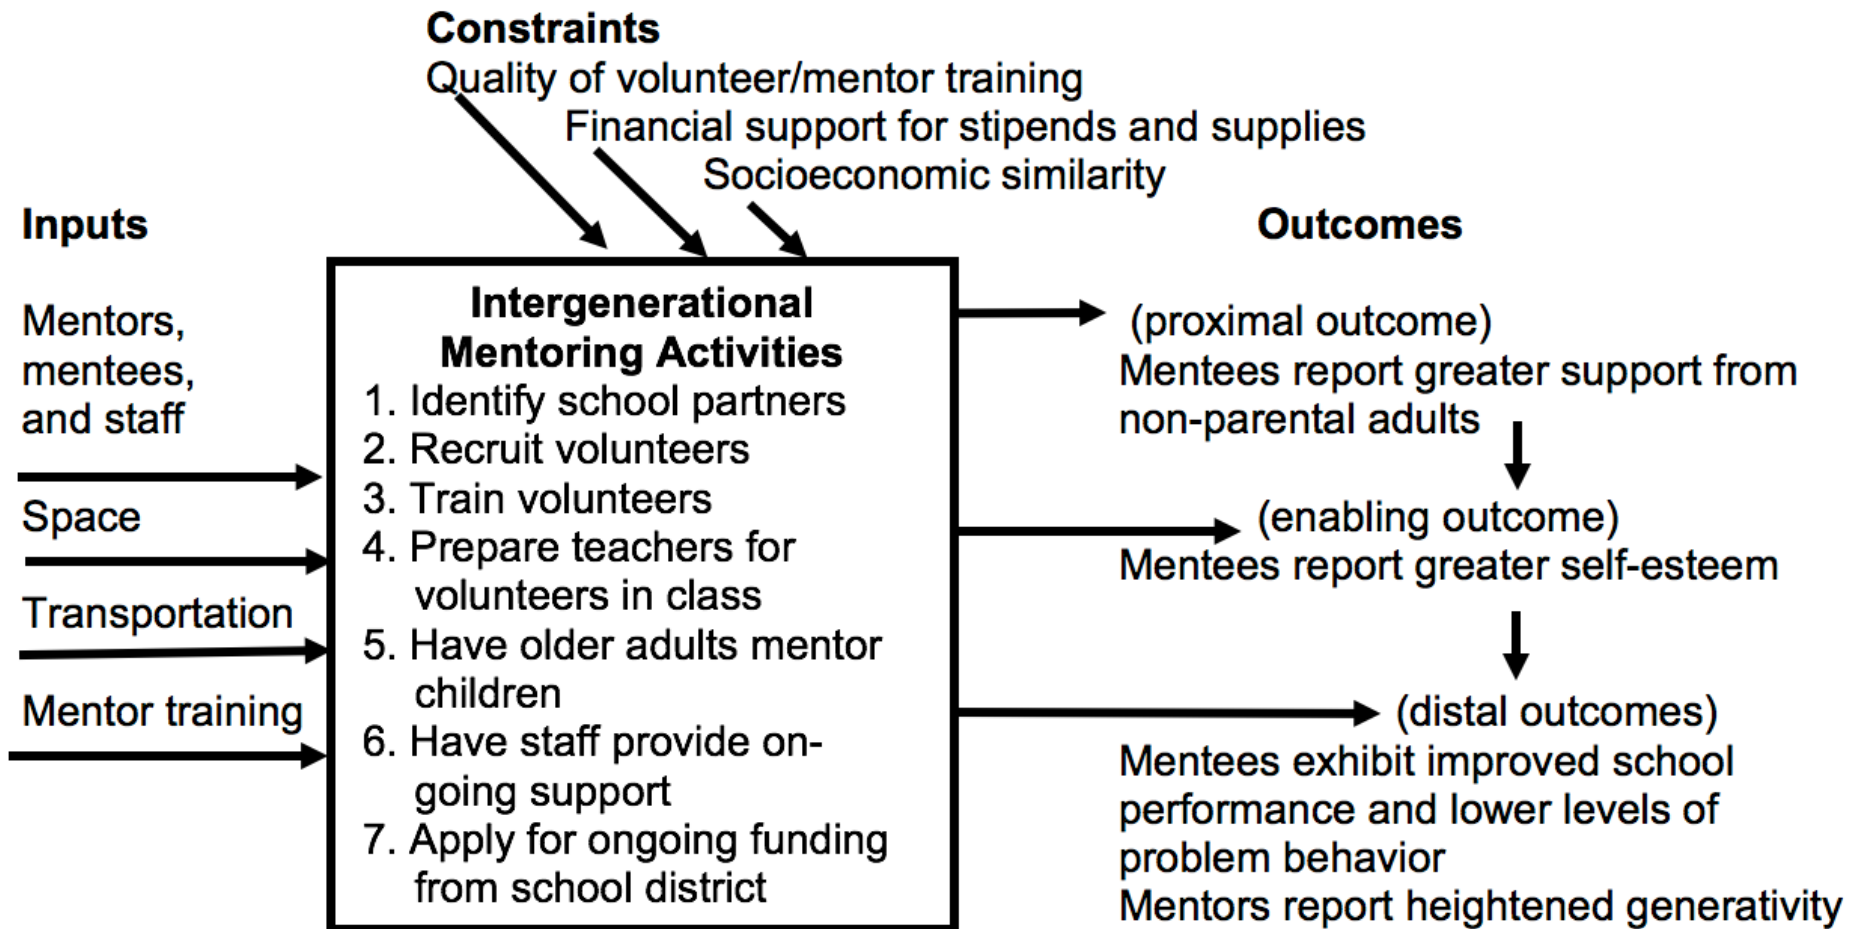 Constraints
Quality of volunteer/mentor training
Financial support for stipends and supplies
Socioeconomic similarity
Inputs
Mentors,
mentees,
and staff
Space
Transportation
Mentor training
Intergenerational
Mentoring Activities
1. Identify school partners
2. Recruit volunteers
3. Train volunteers
4. Prepare teachers for
volunteers in class
5. Have older adults mentor
children
6. Have staff provide on-
going support
7. Apply for ongoing funding
from school district
Outcomes
(proximal outcome)
Mentees report greater support from
non-parental adults
(enabling outcome)
Mentees report greater self-esteem
(distal outcomes)
Mentees exhibit improved school
performance and lower levels of
problem behavior
Mentors report heightened generativity